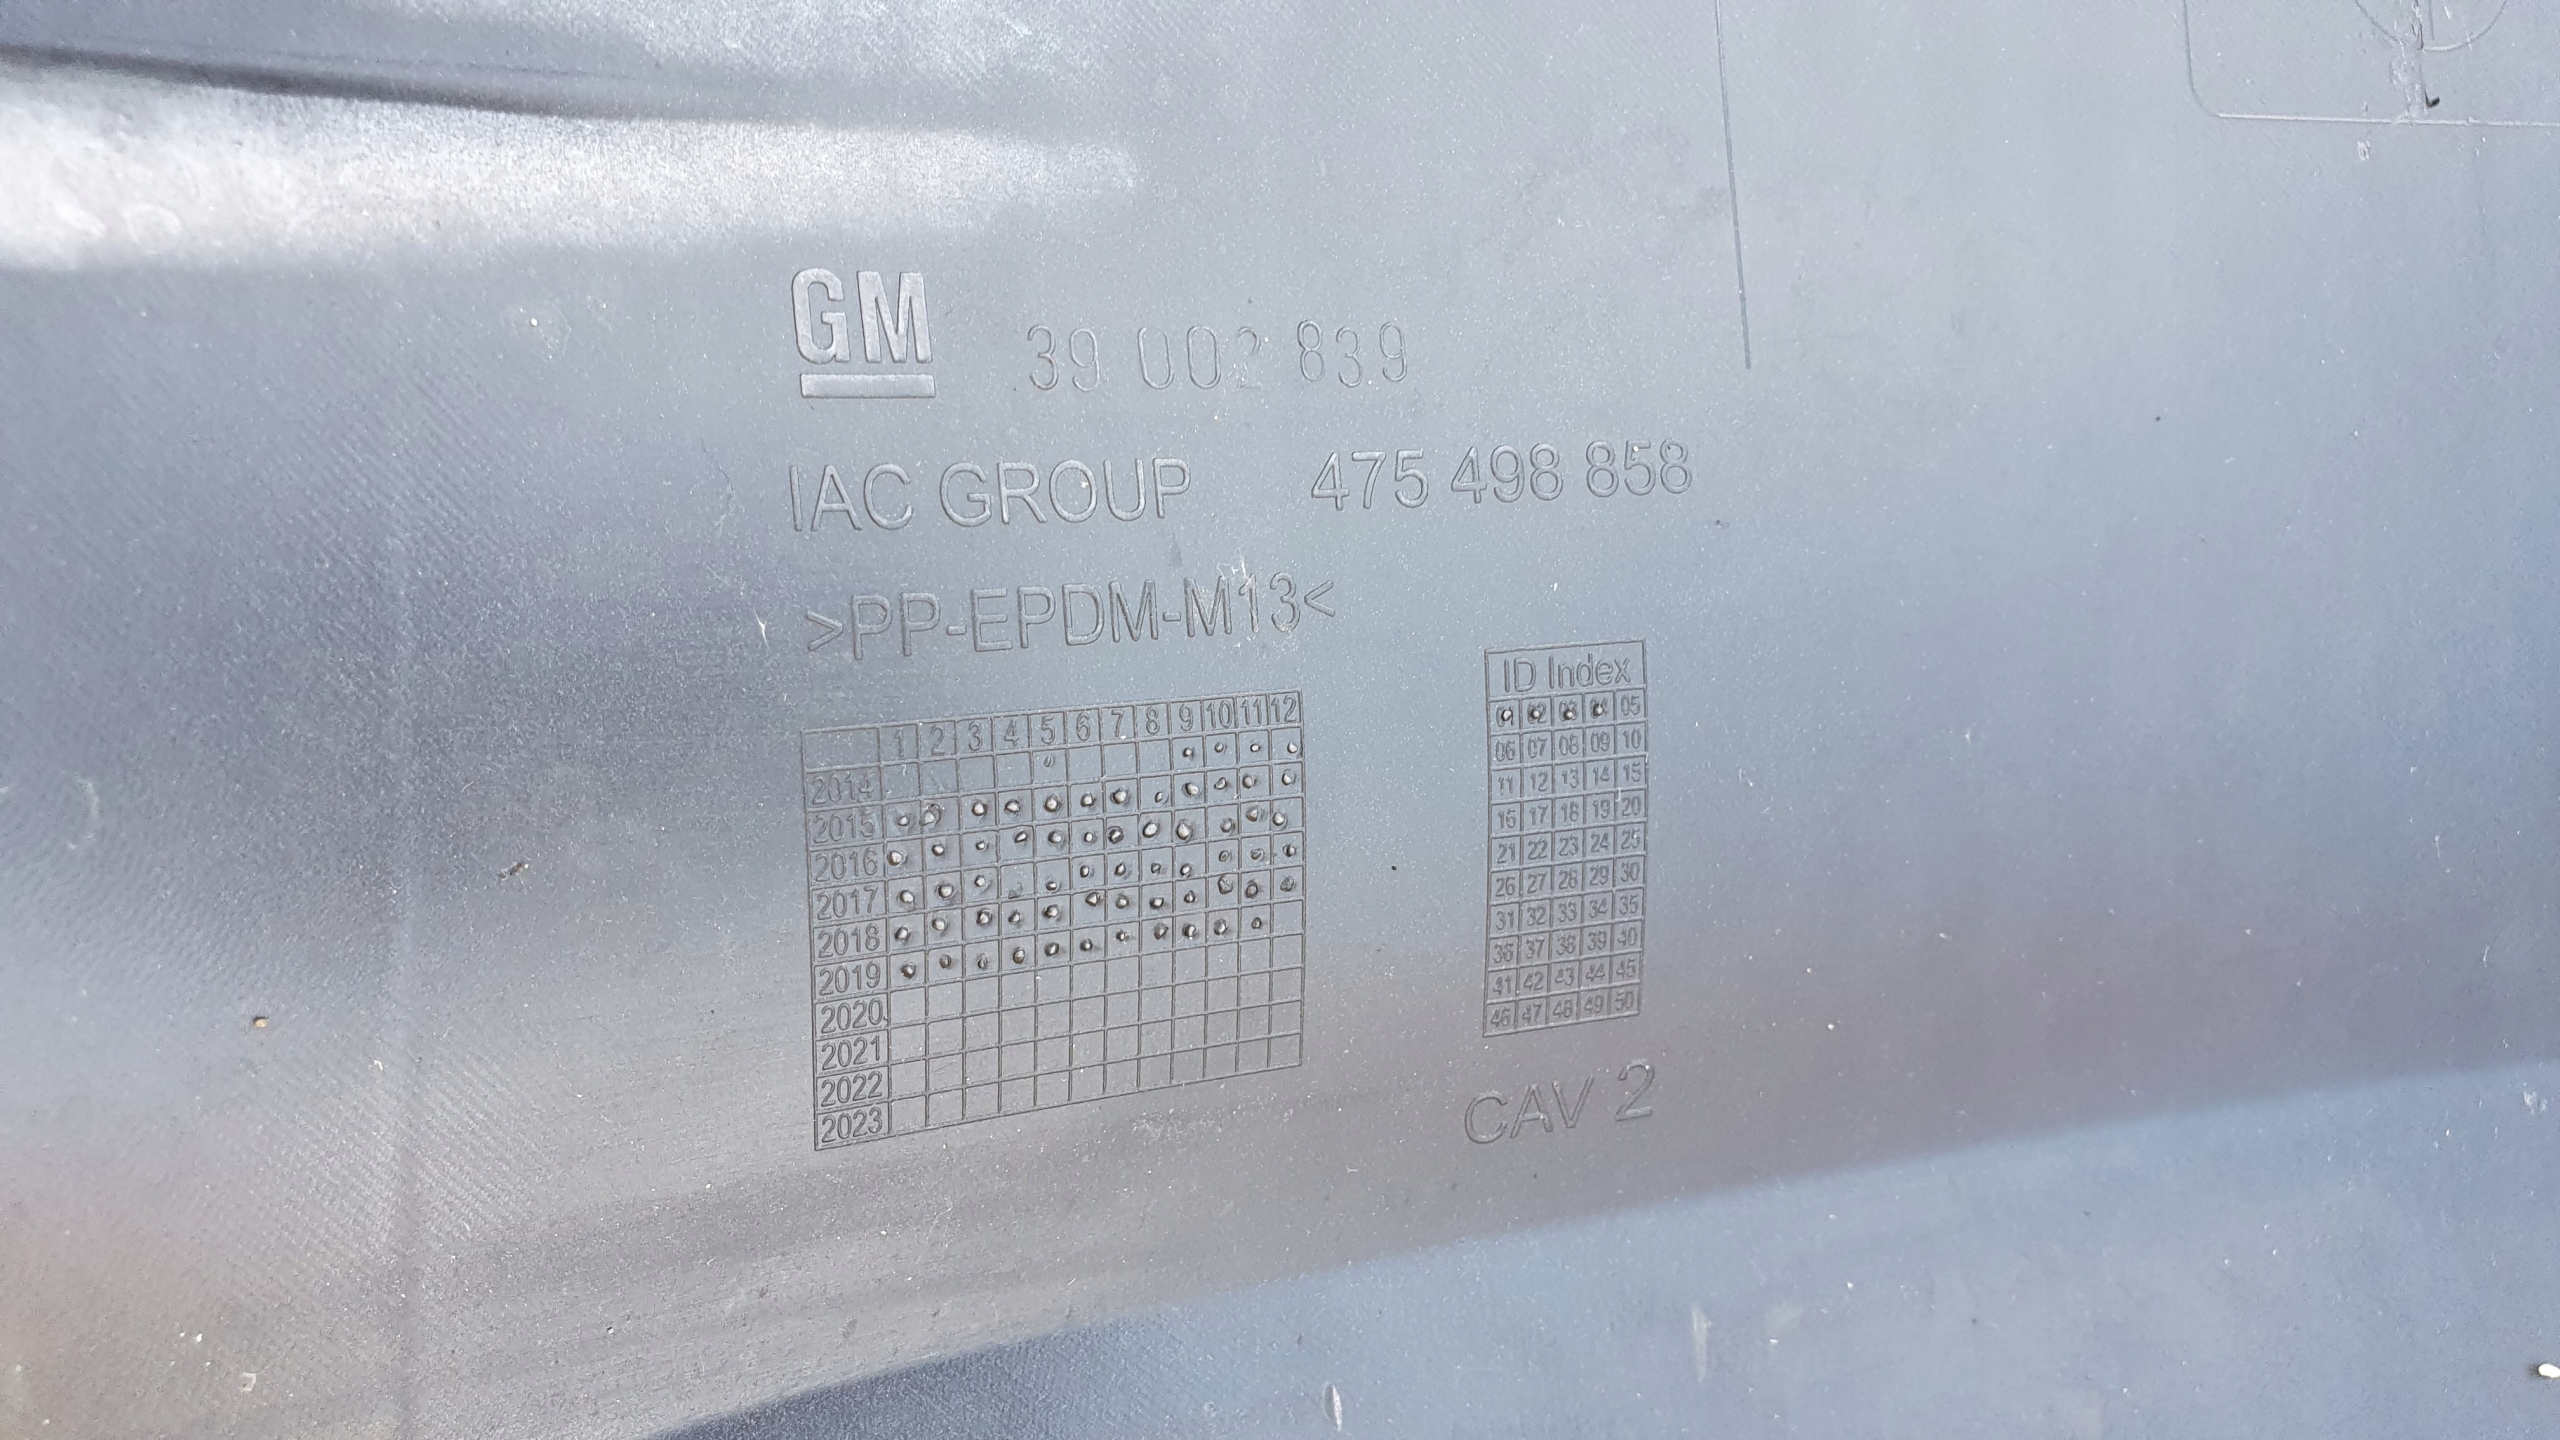 GM 39 002 839
IAC GROUP 475 498 858
>PP-EPDM-M13<
1 2 3 4 5 6 7 8 9 10 11 12
2014
2015
2016
2017
2018
2019
2020
2021
2022
2023
ID Index
01 02 03 04 05
06 07 08 09 10
11 12 13 14 15
16 17 18 19 20
21 22 23 24 25
26 27 28 29 30
31 32 33 34 35
36 37 38 39 40
41 42 43 44 45
46 47 48 49 50
CAV 2